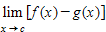 lim [f(x) − g(x)]
x→c